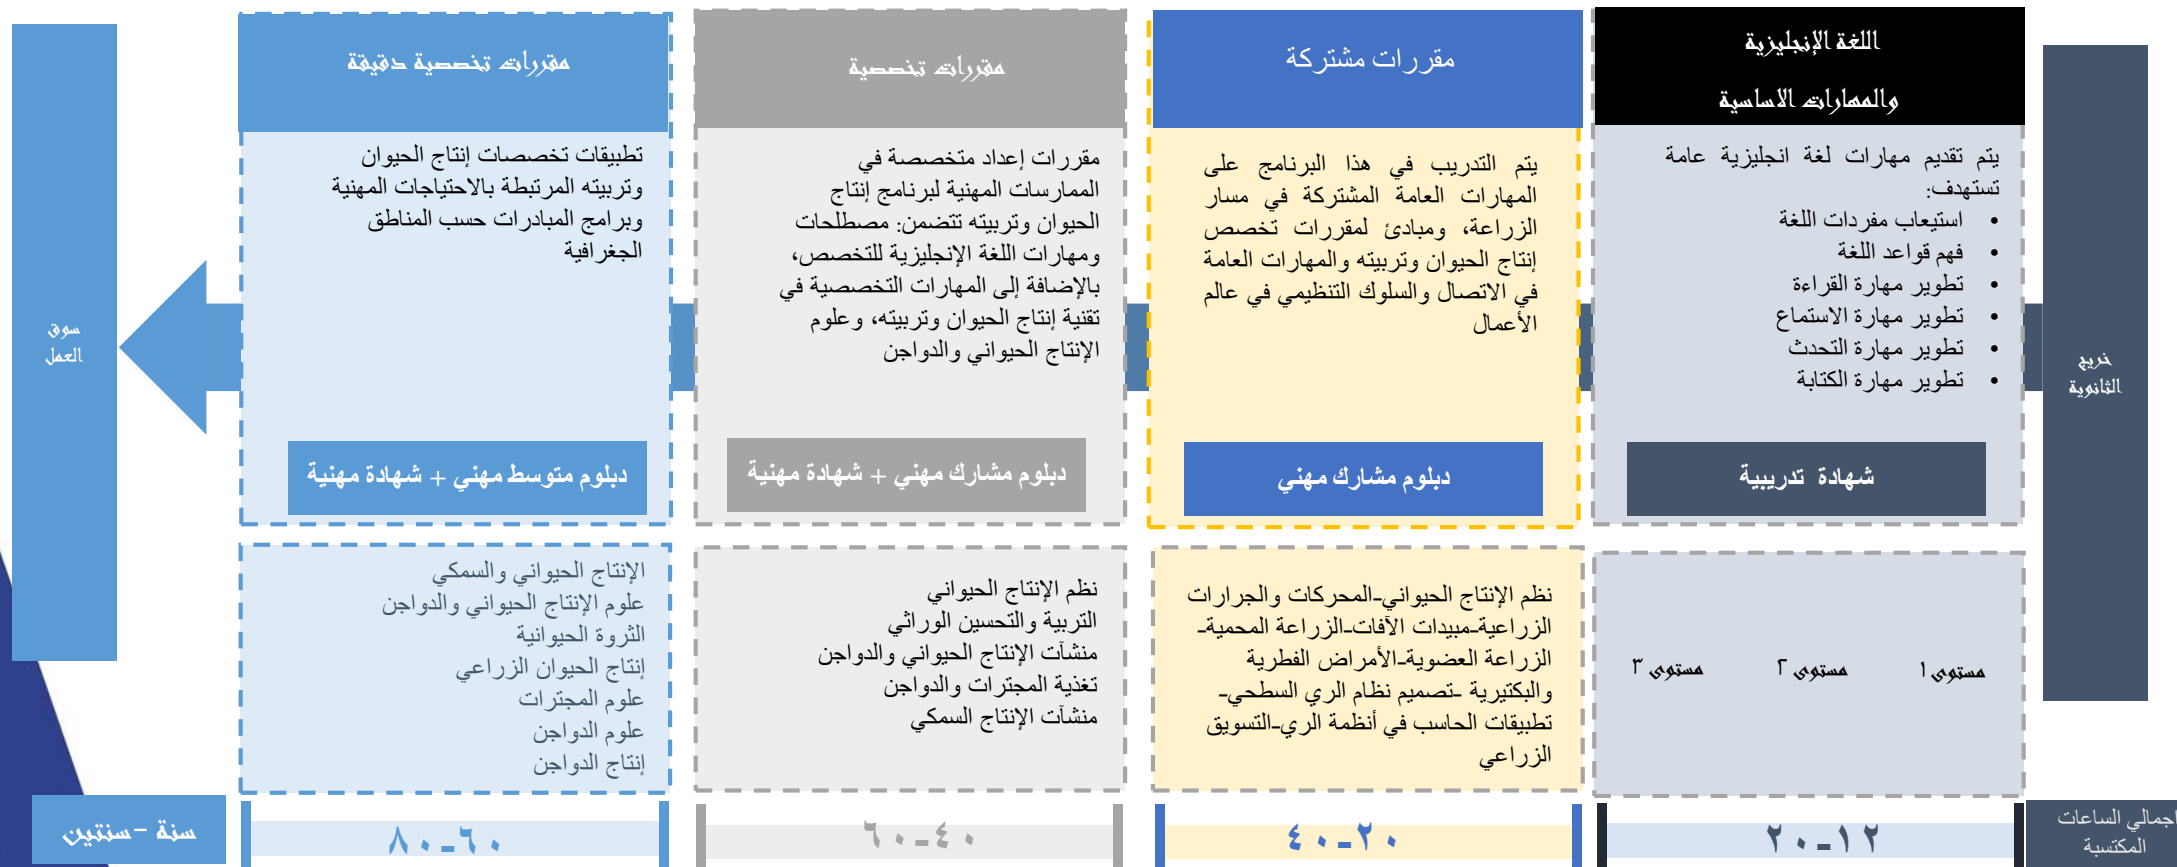 خريج
الثانوية
اللغة الإنجليزية
والمهارات الاساسية
يتم تقديم مهارات لغة انجليزية عامة
تستهدف:
• استيعاب مفردات اللغة
• فهم قواعد اللغة
• تطوير مهارة القراءة
• تطوير مهارة الاستماع
• تطوير مهارة التحدث
• تطوير مهارة الكتابة
شهادة تدريبية
مستوى ١ مستوى ٢ مستوى ٣
مقررات مشتركة
يتم التدريب في هذا البرنامج على
المهارات العامة المشتركة في مسار
الزراعة، ومبادئ لمقررات تخصص
إنتاج الحيوان وتربيته والمهارات العامة
في الاتصال والسلوك التنظيمي في عالم
الأعمال
دبلوم مشارك مهني
نظم الإنتاج الحيواني-المحركات والجرارات
الزراعية-مبيدات الآفات-الزراعة المحمية-
الزراعة العضوية-الأمراض الفطرية
والبكتيرية -تصميم نظام الري السطحي-
تطبيقات الحاسب في أنظمة الري-التسويق
الزراعي
مقررات تخصصية
مقررات إعداد متخصصة في
الممارسات المهنية لبرنامج إنتاج
الحيوان وتربيته تتضمن: مصطلحات
ومهارات اللغة الإنجليزية للتخصص،
بالإضافة إلى المهارات التخصصية في
تقنية إنتاج الحيوان وتربيته، وعلوم
الإنتاج الحيواني والدواجن
دبلوم مشارك مهني + شهادة مهنية
نظم الإنتاج الحيواني
التربية والتحسين الوراثي
منشآت الإنتاج الحيواني والدواجن
تغذية المجترات والدواجن
منشآت الإنتاج السمكي
مقررات تخصصية دقيقة
تطبيقات تخصصات إنتاج الحيوان
وتربيته المرتبطة بالاحتياجات المهنية
وبرامج المبادرات حسب المناطق
الجغرافية
دبلوم متوسط مهني + شهادة مهنية
الإنتاج الحيواني والسمكي
علوم الإنتاج الحيواني والدواجن
الثروة الحيوانية
إنتاج الحيوان الزراعي
علوم المجترات
علوم الدواجن
إنتاج الدواجن
سوق
العمل
اجمالي الساعات
المكتسبة
١٢-٢٠
٢٠-٤٠
٤٠-٦٠
٦٠-٨٠
سنة -سنتين